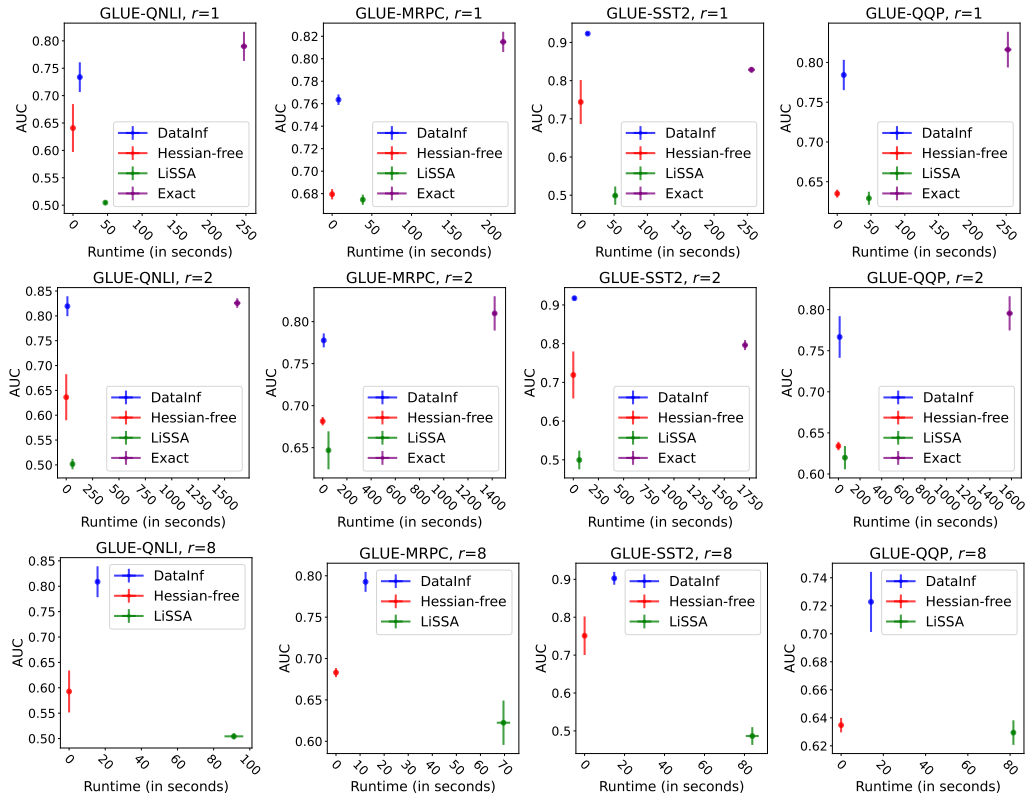 GLUE-QNLI, r=1
AUC
0.80
0.75
0.70
0.65
0.60
0.55
0.50
DataInf
Hessian-free
LiSSA
Exact
0 50 100 150 200 250
Runtime (in seconds)
GLUE-MRPC, r=1
AUC
0.82
0.80
0.78
0.76
0.74
0.72
0.70
0.68
DataInf
Hessian-free
LiSSA
Exact
0 50 100 150 200
Runtime (in seconds)
GLUE-SST2, r=1
AUC
0.9
0.8
0.7
0.6
0.5
DataInf
Hessian-free
LiSSA
Exact
0 50 100 150 200 250
Runtime (in seconds)
GLUE-QQP, r=1
AUC
0.80
0.75
0.70
0.65
DataInf
Hessian-free
LiSSA
Exact
0 50 100 150 200 250
Runtime (in seconds)
GLUE-QNLI, r=2
AUC
0.85
0.80
0.75
0.70
0.65
0.60
0.55
0.50
DataInf
Hessian-free
LiSSA
Exact
0 250 500 750 1000 1250 1500
Runtime (in seconds)
GLUE-MRPC, r=2
AUC
0.80
0.75
0.70
0.65
DataInf
Hessian-free
LiSSA
Exact
0 200 400 600 800 1000 1200 1400
Runtime (in seconds)
GLUE-SST2, r=2
AUC
0.9
0.8
0.7
0.6
0.5
DataInf
Hessian-free
LiSSA
Exact
0 250 500 750 1000 1250 1500 1750
Runtime (in seconds)
GLUE-QQP, r=2
AUC
0.80
0.75
0.70
0.65
0.60
DataInf
Hessian-free
LiSSA
Exact
0 200 400 600 800 1000 1200 1400 1600
Runtime (in seconds)
GLUE-QNLI, r=8
AUC
0.85
0.80
0.75
0.70
0.65
0.60
0.55
0.50
DataInf
Hessian-free
LiSSA
0 20 40 60 80 100
Runtime (in seconds)
GLUE-MRPC, r=8
AUC
0.80
0.75
0.70
0.65
0.60
DataInf
Hessian-free
LiSSA
0 10 20 30 40 50 60 70
Runtime (in seconds)
GLUE-SST2, r=8
AUC
0.9
0.8
0.7
0.6
0.5
DataInf
Hessian-free
LiSSA
0 20 40 60 80
Runtime (in seconds)
GLUE-QQP, r=8
AUC
0.74
0.72
0.70
0.68
0.66
0.64
0.62
DataInf
Hessian-free
LiSSA
0 20 40 60 80
Runtime (in seconds)